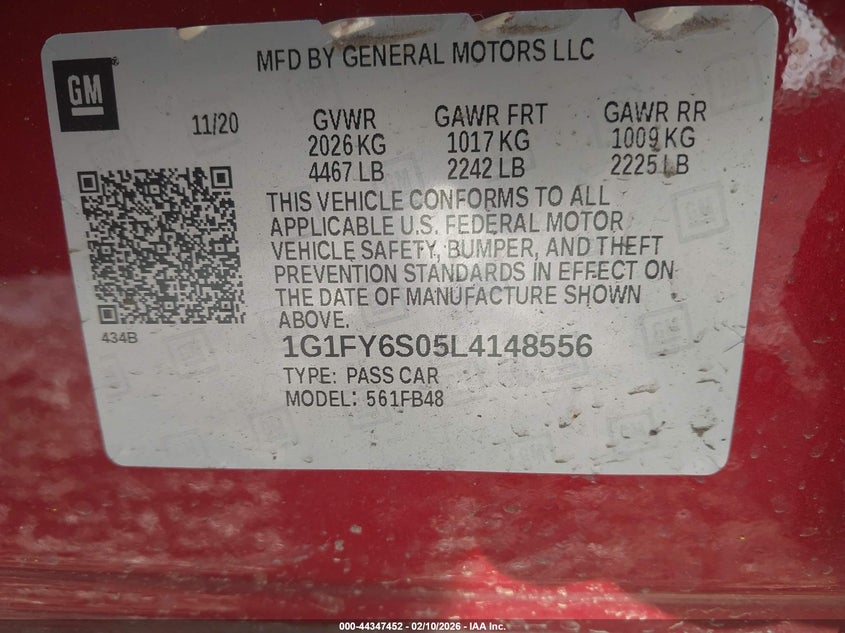 MFD BY GENERAL MOTORS LLC
GM
11/20
GVWR GAWR FRT GAWR RR
2026 KG 1017 KG 1009 KG
4467 LB 2242 LB 2225 LB
THIS VEHICLE CONFORMS TO ALL
APPLICABLE U.S. FEDERAL MOTOR
VEHICLE SAFETY, BUMPER, AND THEFT
PREVENTION STANDARDS IN EFFECT ON
THE DATE OF MANUFACTURE SHOWN
ABOVE.
434B
1G1FY6S05L4148556
TYPE: PASS CAR
MODEL: 561FB48
000-44347452 - 02/10/2026 - IAA Inc.